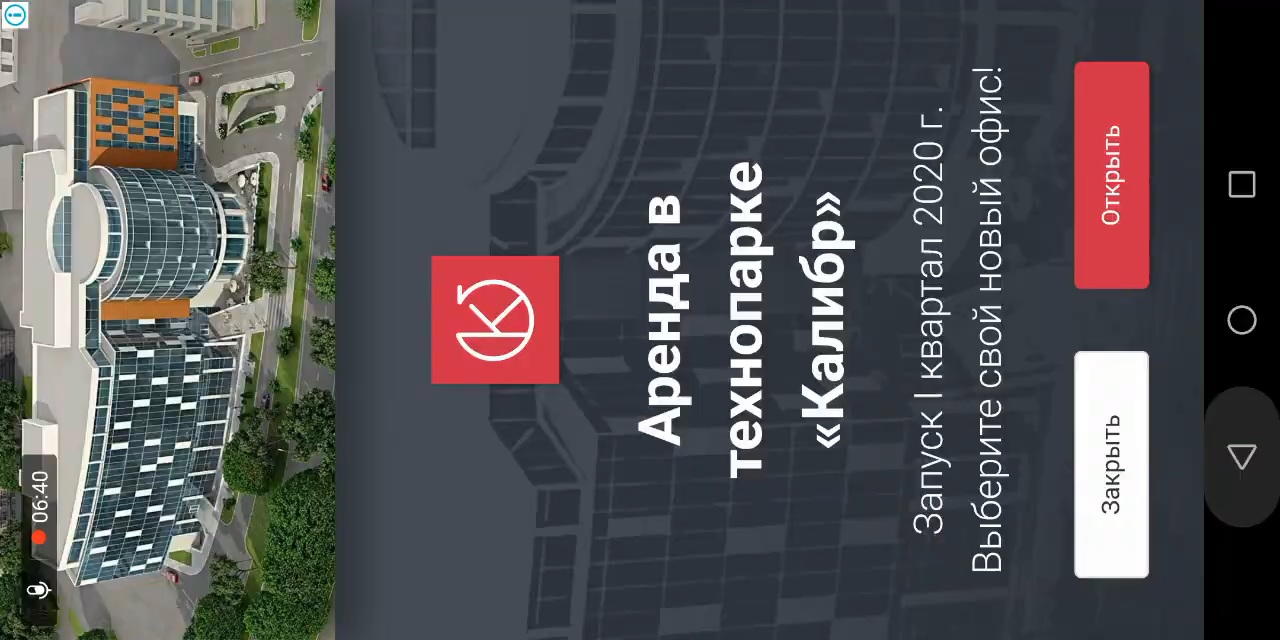 06:40
Аренда в
технопарке
«Калибр»
Запуск I квартал 2020 г.
Выберите свой новый офис!
Закрыть
Открыть